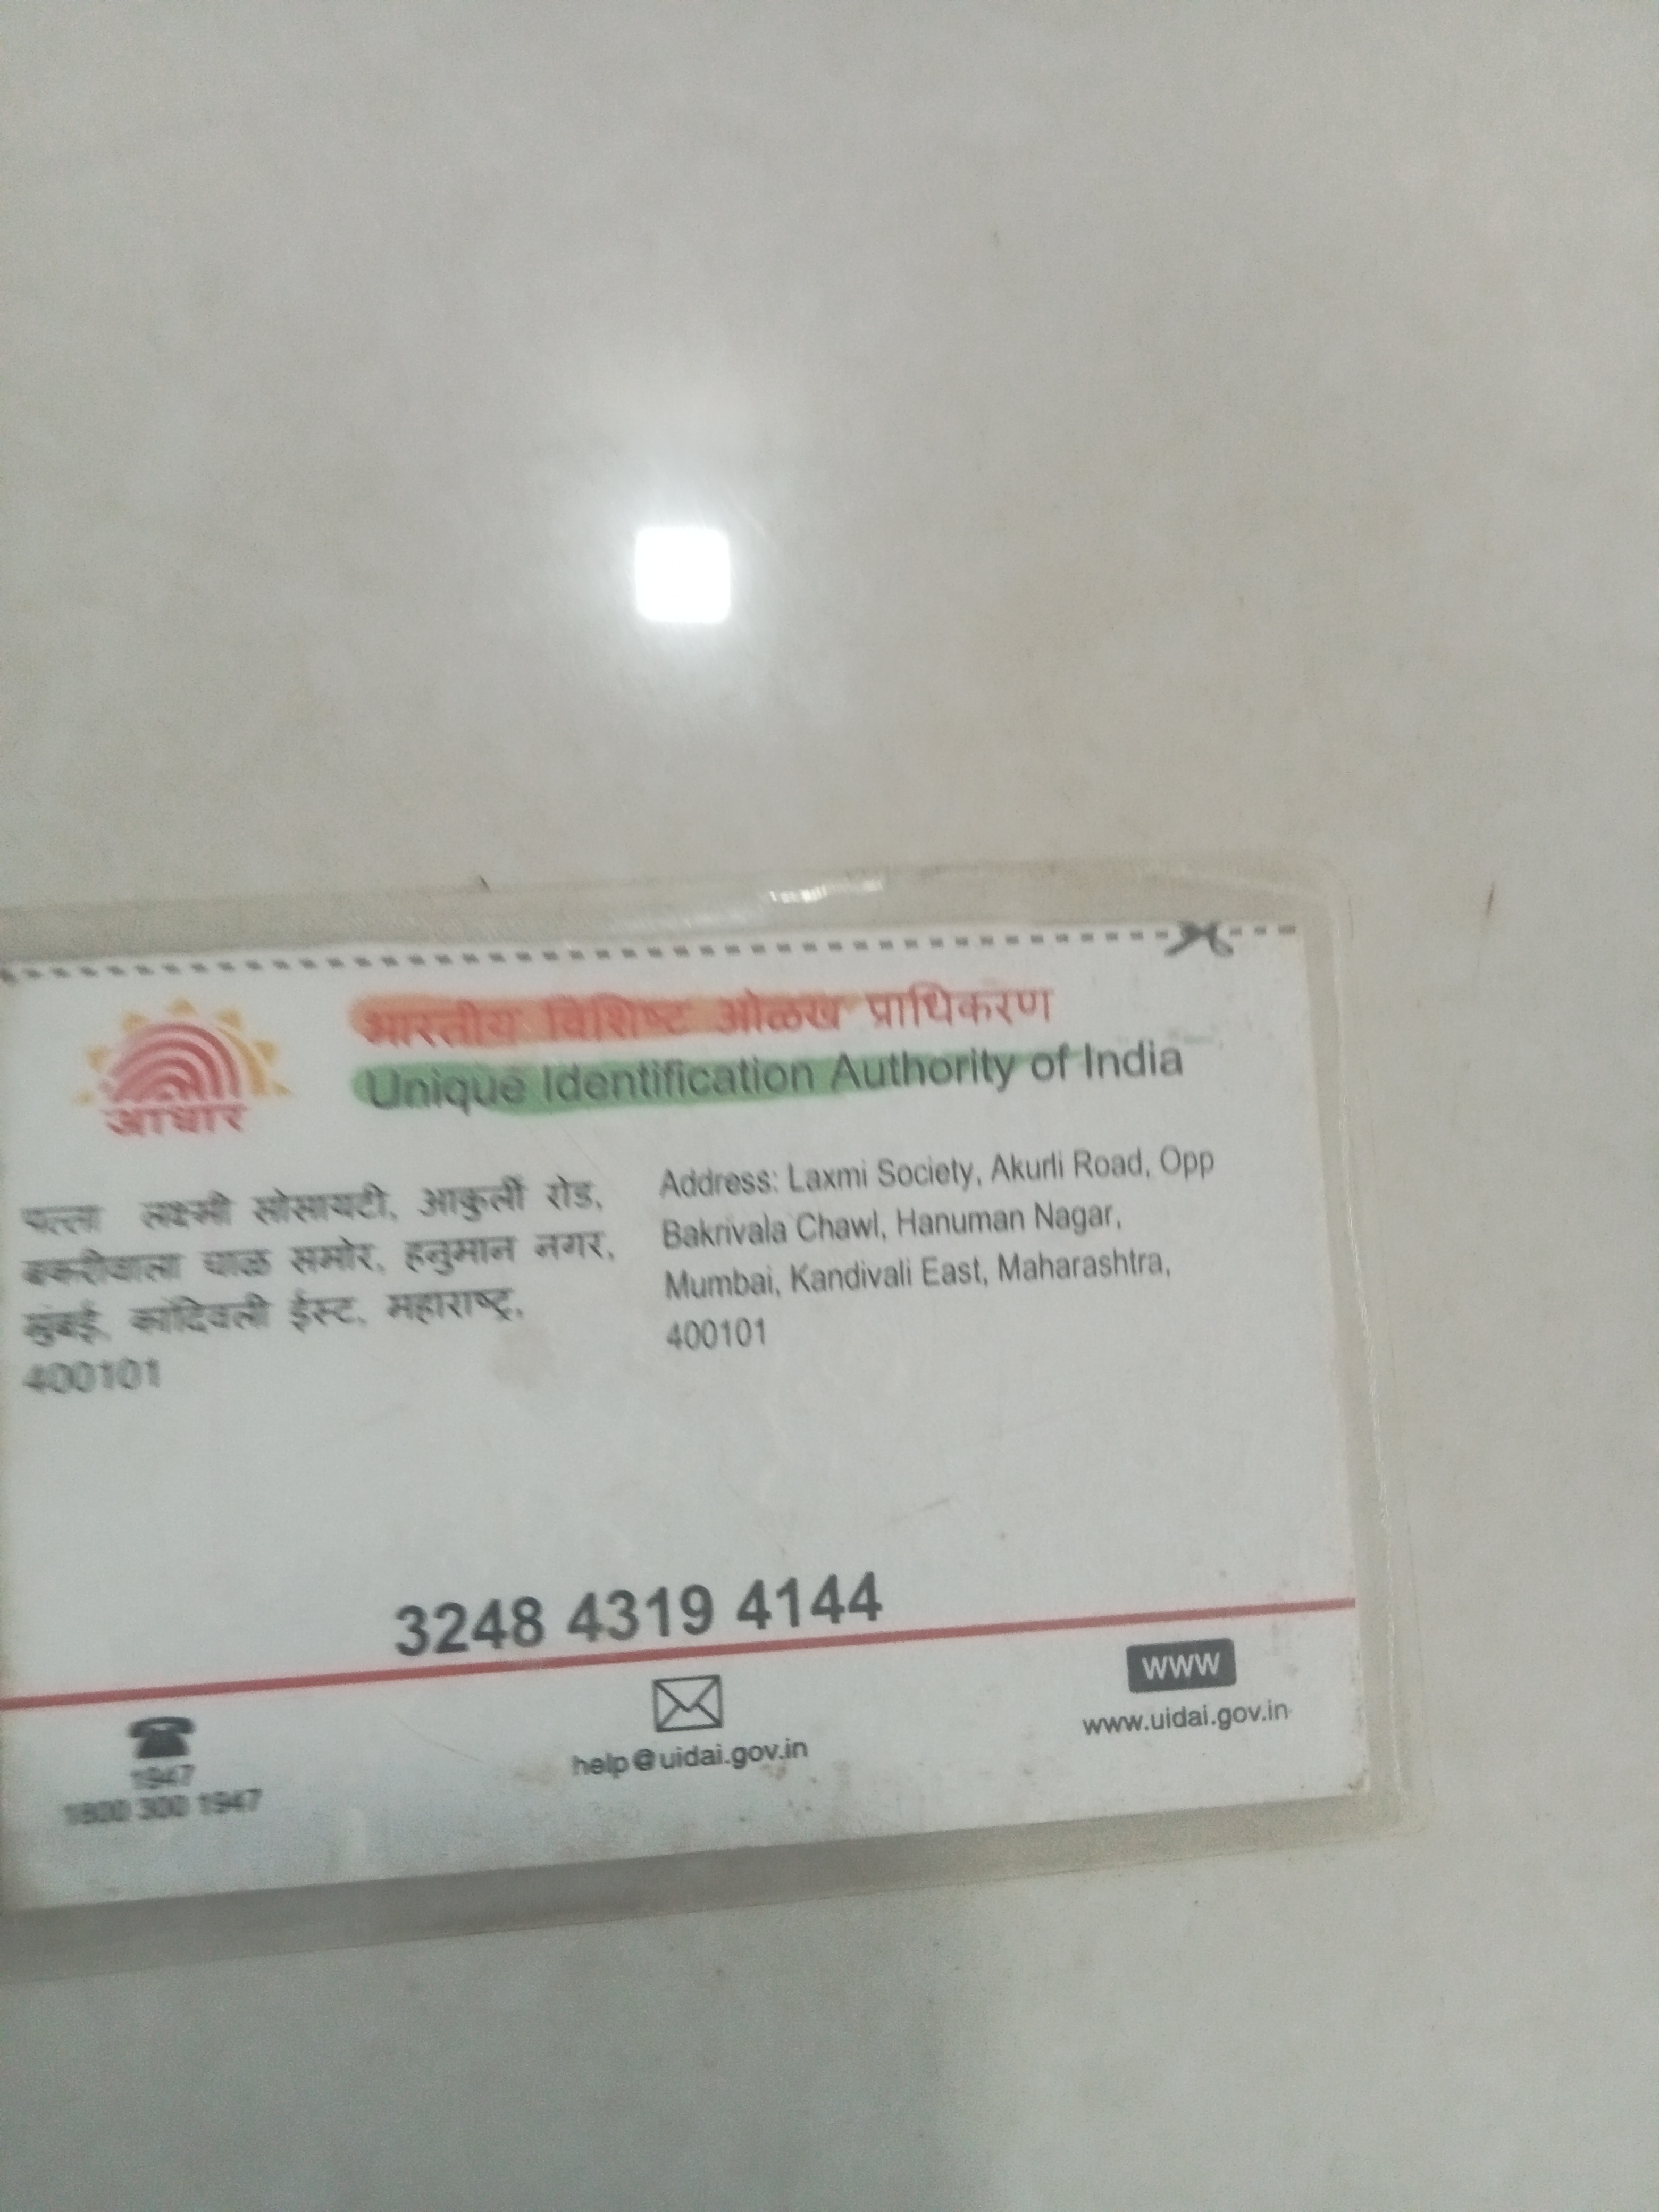 भारतीय विशिष्ट ओळख प्राधिकरण
Unique Identification Authority of India
आधार
पत्ता लक्ष्मी सोसायटी, आकुर्ली रोड,
बकरीवाला चाळ समोर, हनुमान नगर,
मुंबई, कांदिवली ईस्ट, महाराष्ट्र,
400101
Address: Laxmi Society, Akurli Road, Opp
Bakrivala Chawl, Hanuman Nagar,
Mumbai, Kandivali East, Maharashtra,
400101
3248 4319 4144
1947
1800 300 1947
help@uidai.gov.in
www
www.uidai.gov.in